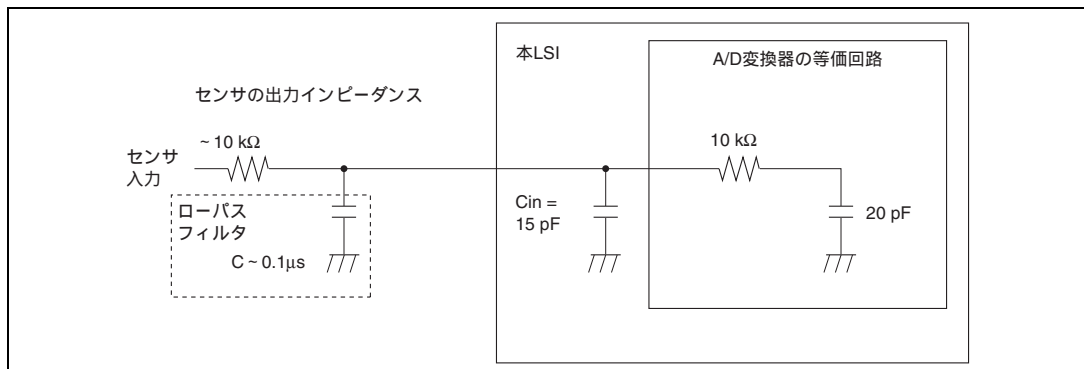 本LSI
A/D変換器の等価回路
センサの出力インピーダンス
~ 10 kΩ
10 kΩ
センサ
入力
ローパス
フィルタ
C ~ 0.1μs
Cin =
15 pF
20 pF